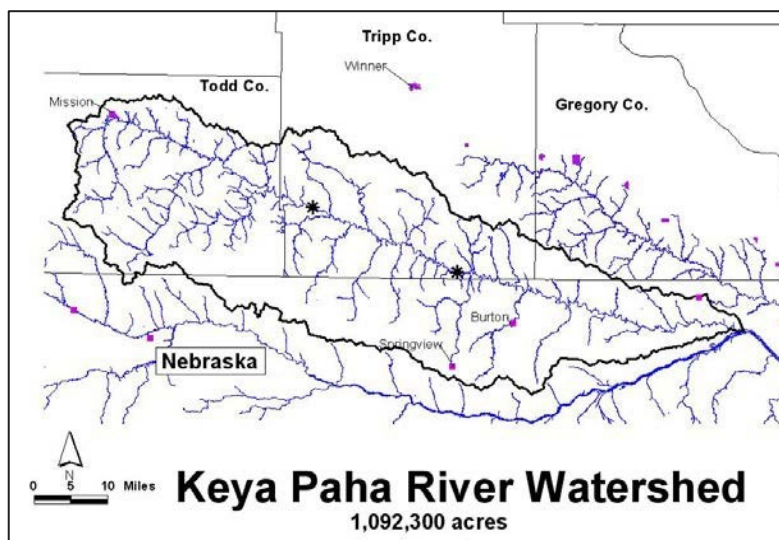 Tripp Co.
Winner
Todd Co.
Mission
Gregory Co.
Burton
Springview
Nebraska
N
0 5 10 Miles
Keya Paha River Watershed
1,092,300 acres